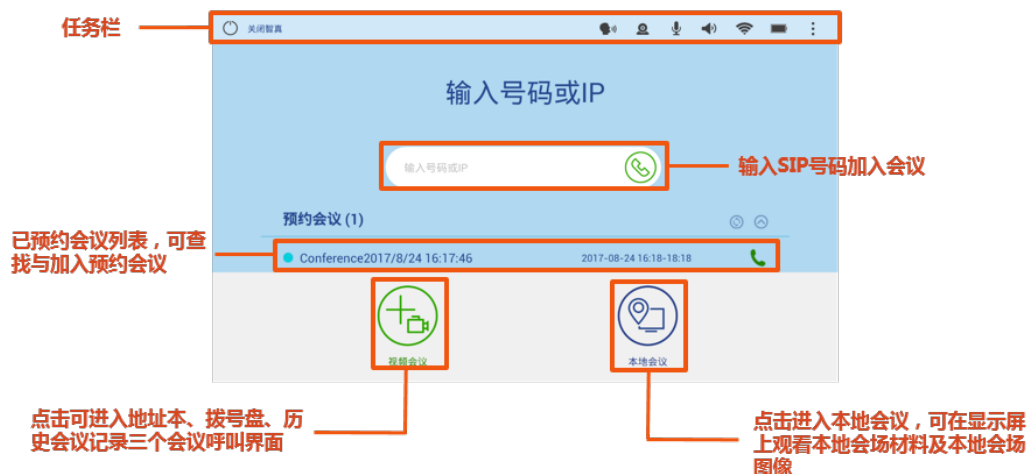 任务栏
关闭智真
输入号码或IP
输入号码或IP
输入SIP号码加入会议
预约会议 (1)
已预约会议列表，可查
找与加入预约会议
Conference2017/8/24 16:17:46
2017-08-24 16:18-18:18
视频会议
本地会议
点击可进入地址本、拨号盘、历
史会议记录三个会议呼叫界面
点击进入本地会议，可在显示屏
上观看本地会场材料及本地会场
图像